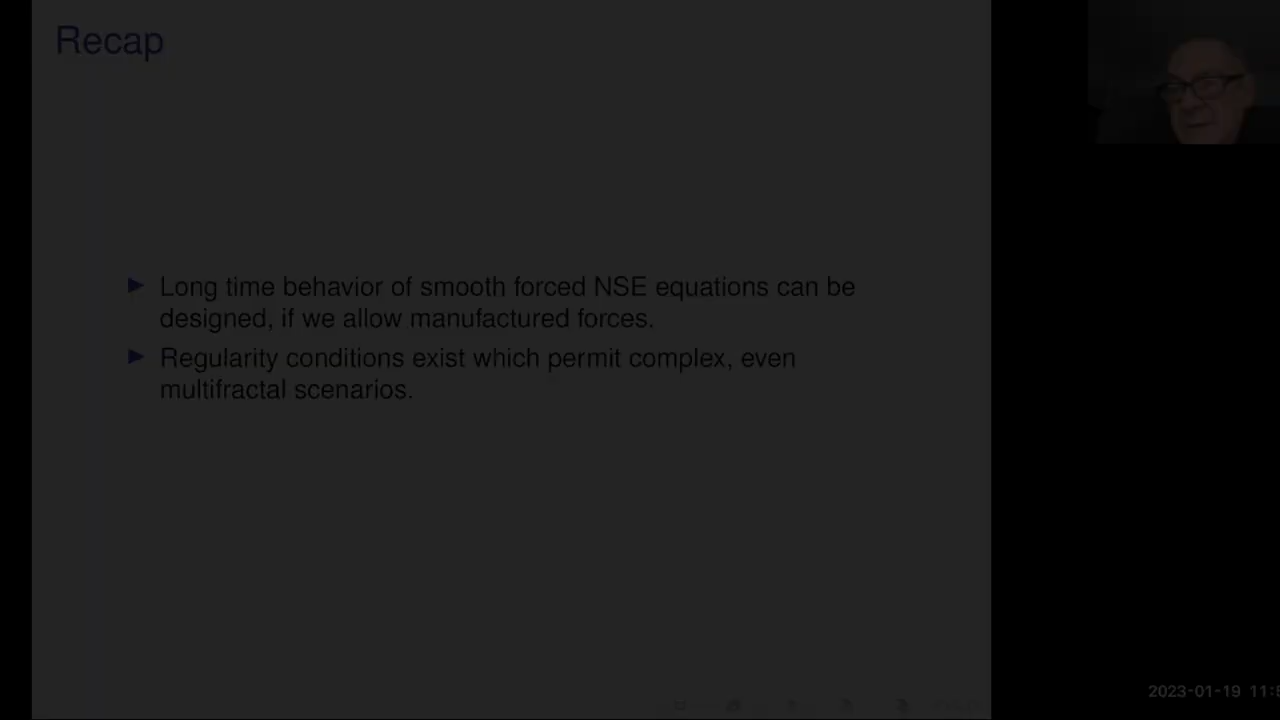 Recap
▶ Long time behavior of smooth forced NSE equations can be
designed, if we allow manufactured forces.
▶ Regularity conditions exist which permit complex, even
multifractal scenarios.
2023-01-19 11: